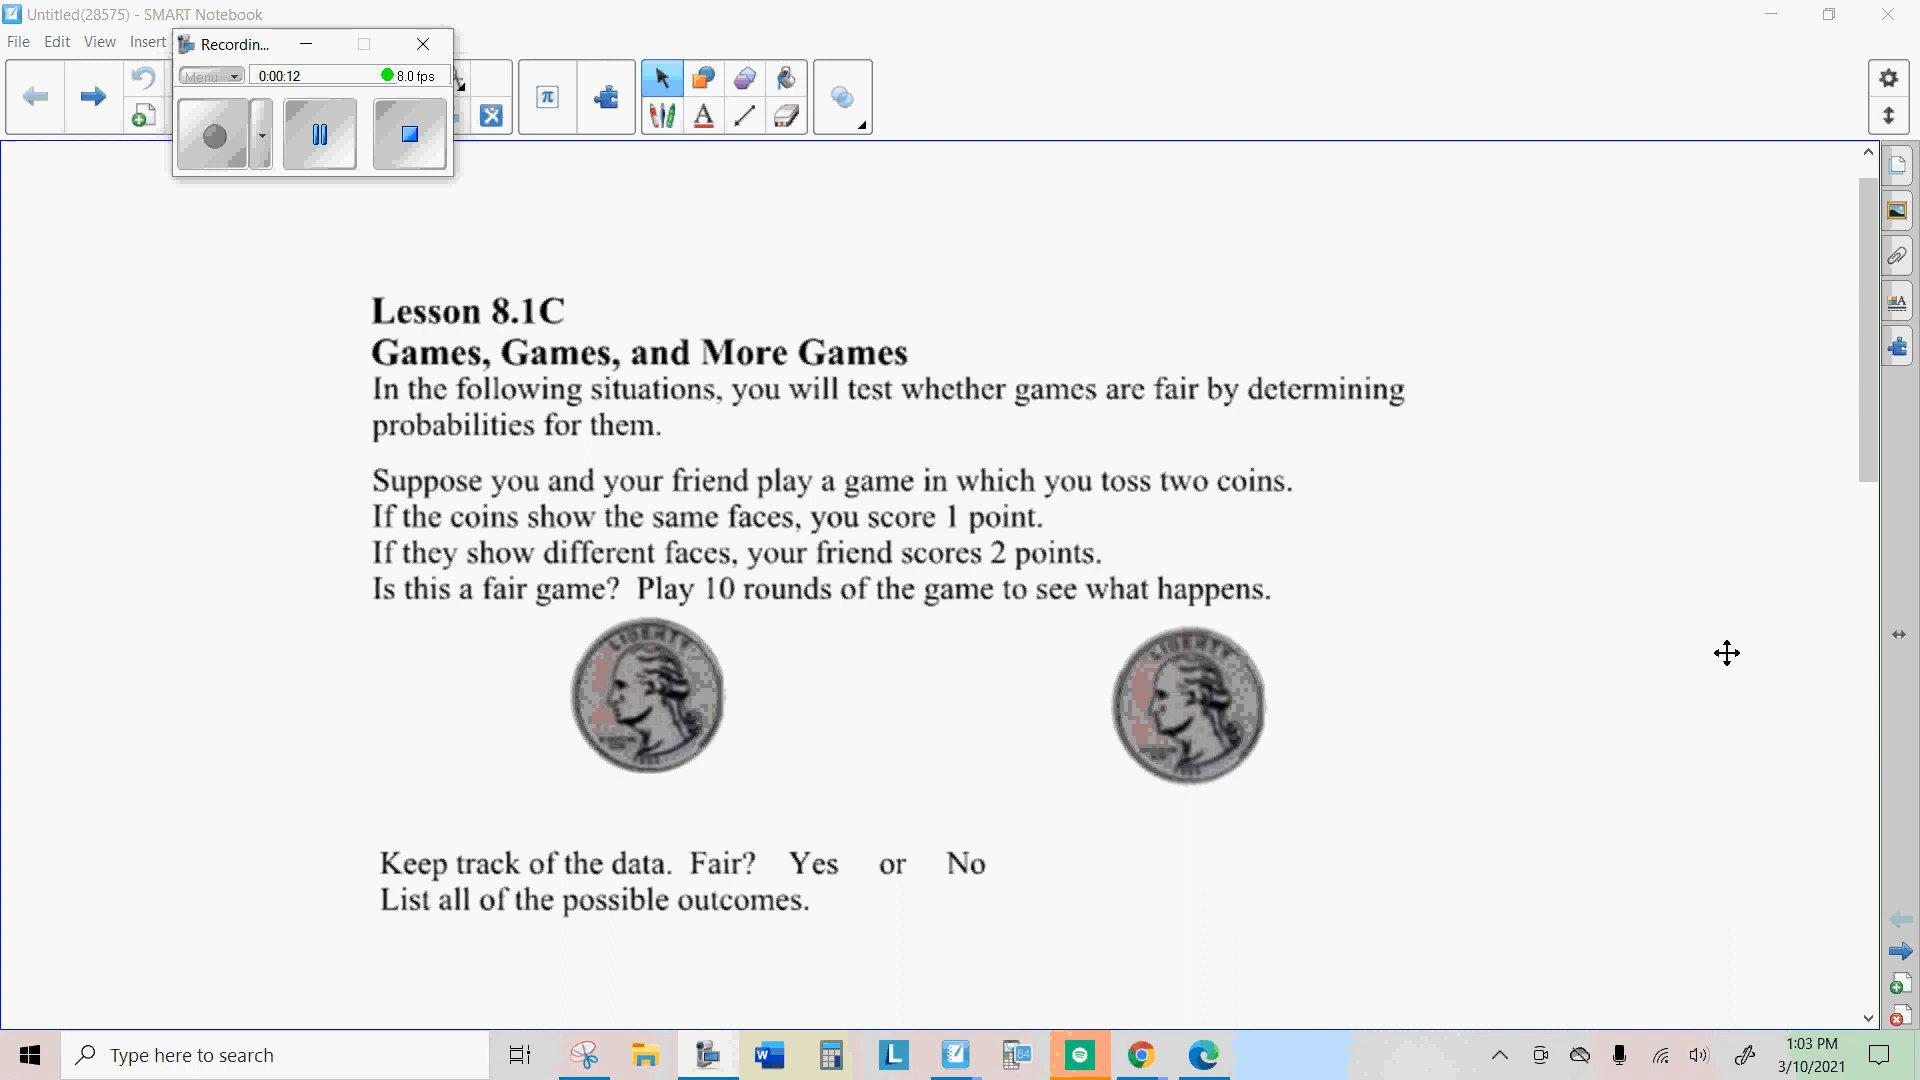 Untitled(28575) - SMART Notebook
File Edit View Insert
Recordin...
Menu 0:00:12 8.0 fps
Lesson 8.1C
Games, Games, and More Games
In the following situations, you will test whether games are fair by determining
probabilities for them.
Suppose you and your friend play a game in which you toss two coins.
If the coins show the same faces, you score 1 point.
If they show different faces, your friend scores 2 points.
Is this a fair game? Play 10 rounds of the game to see what happens.
LIBERTY LIBERTY
Keep track of the data. Fair? Yes or No
List all of the possible outcomes.
Type here to search
1:03 PM
3/10/2021